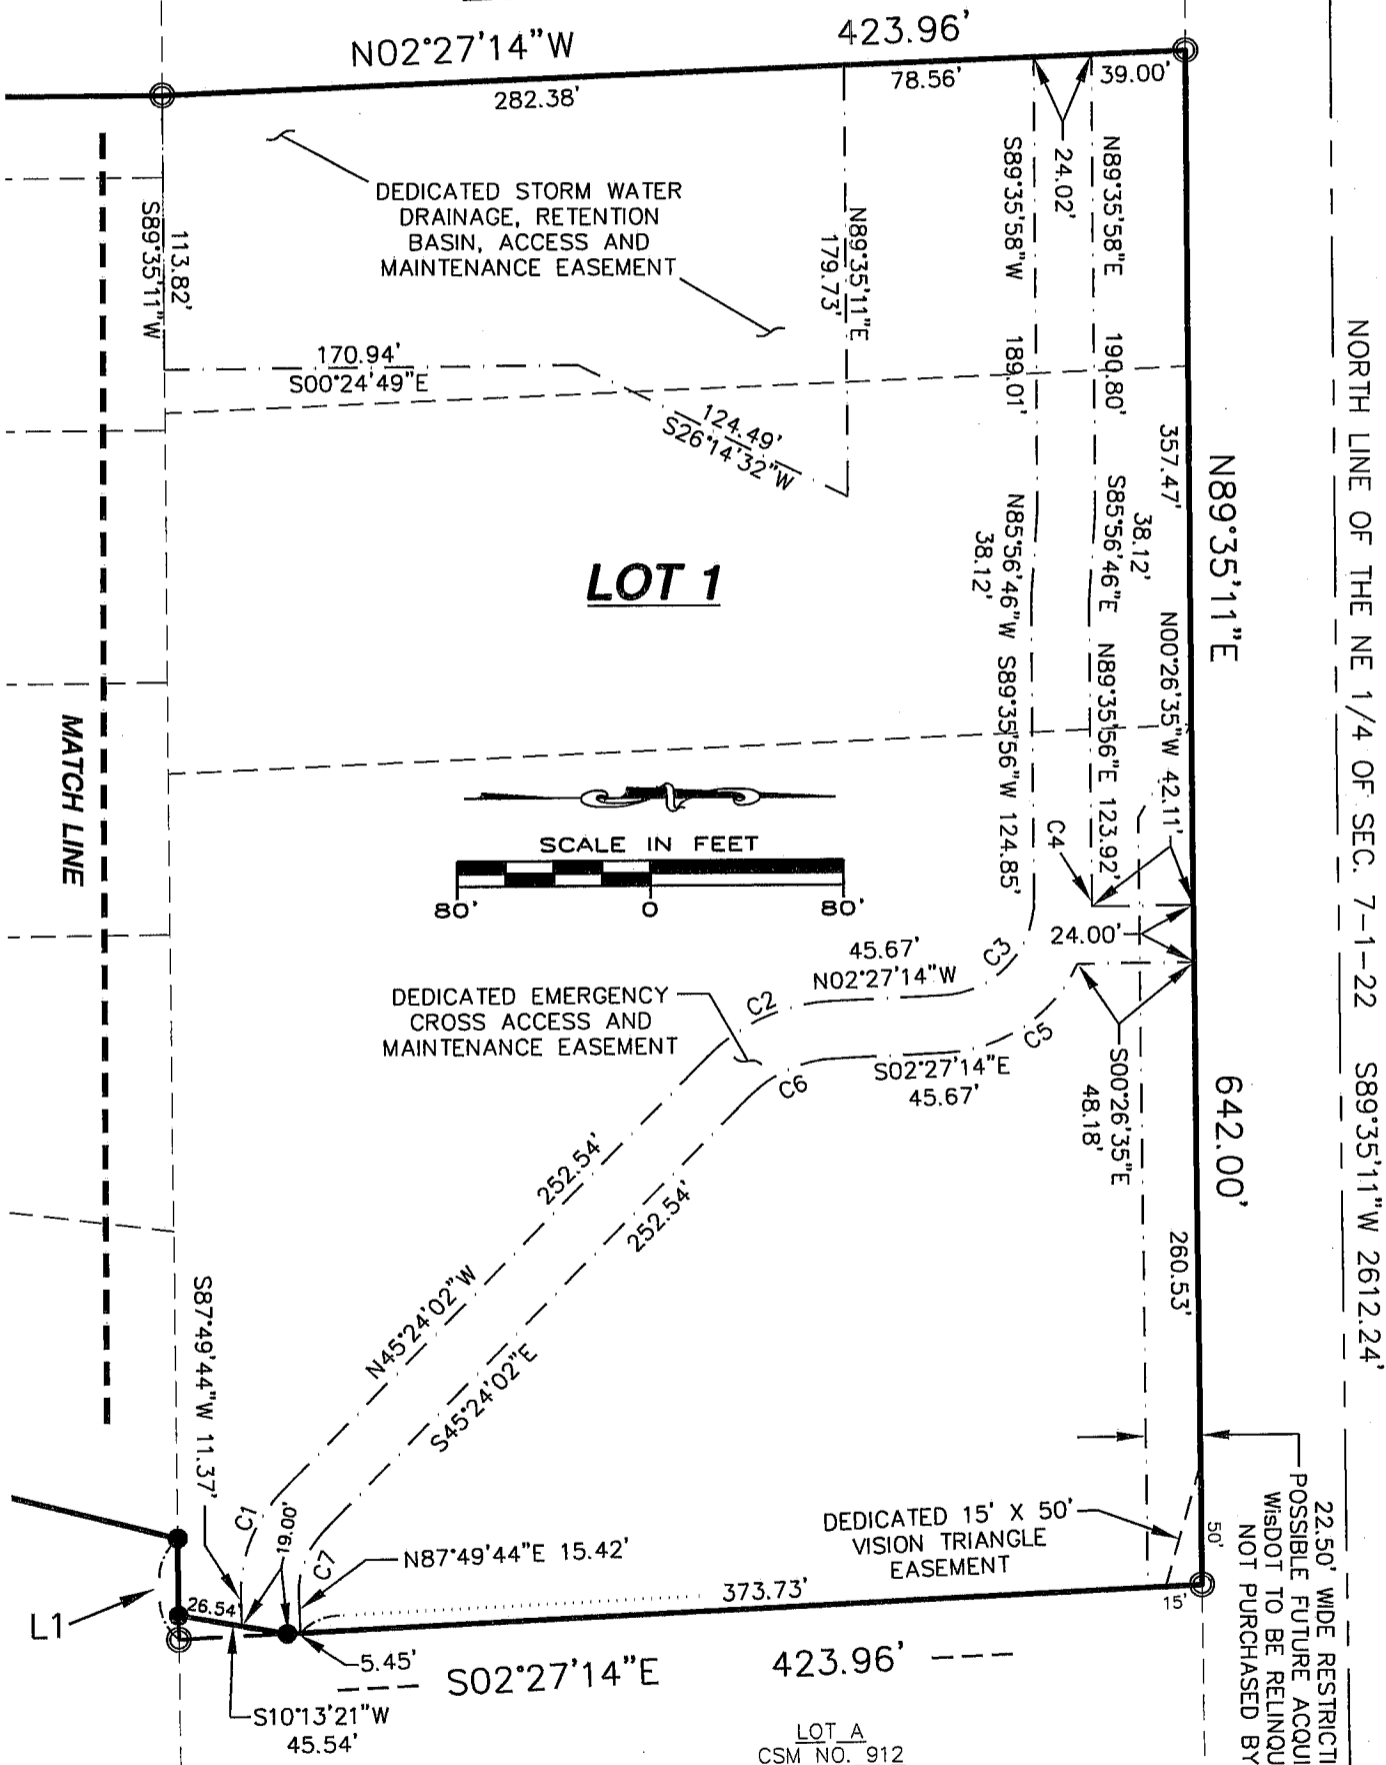 N02°27'14"W
423.96'
282.38'
78.56'
39.00'
24.02'
DEDICATED STORM WATER
DRAINAGE, RETENTION
BASIN, ACCESS AND
MAINTENANCE EASEMENT
113.82'
S89°35'11"W
N89°35'11"E
179.73'
S89°35'58"W 189.01'
N89°35'58"E 190.80'
170.94'
S00°24'49"E
124.49'
S26°14'32"W
357.47'
N89°35'11"E
642.00'
NORTH LINE OF THE NE 1/4 OF SEC. 7-1-22 S89°35'11"W 2612.24'
LOT 1
N85°56'46"W
38.12'
S85°56'46"E
38.12'
S89°35'56"W 124.85'
N89°35'56"E 123.92'
N00°26'35"W 42.11'
MATCH LINE
SCALE IN FEET
80'
0
80'
C4
24.00'
C3
45.67'
N02°27'14"W
C2
DEDICATED EMERGENCY
CROSS ACCESS AND
MAINTENANCE EASEMENT
C5
C6
S02°27'14"E
45.67'
S00°26'35"E
48.18'
252.54'
N45°24'02"W
252.54'
S45°24'02"E
260.53'
S87°49'44"W 11.37'
C1
19.00'
C7
N87°49'44"E 15.42'
DEDICATED 15' X 50'
VISION TRIANGLE
EASEMENT
50'
15'
22.50' WIDE RESTRICTI
POSSIBLE FUTURE ACQUI
WisDOT TO BE RELINQU
NOT PURCHASED BY
373.73'
26.54'
L1
5.45'
S02°27'14"E
423.96'
S10°13'21"W
45.54'
LOT A
CSM NO. 912